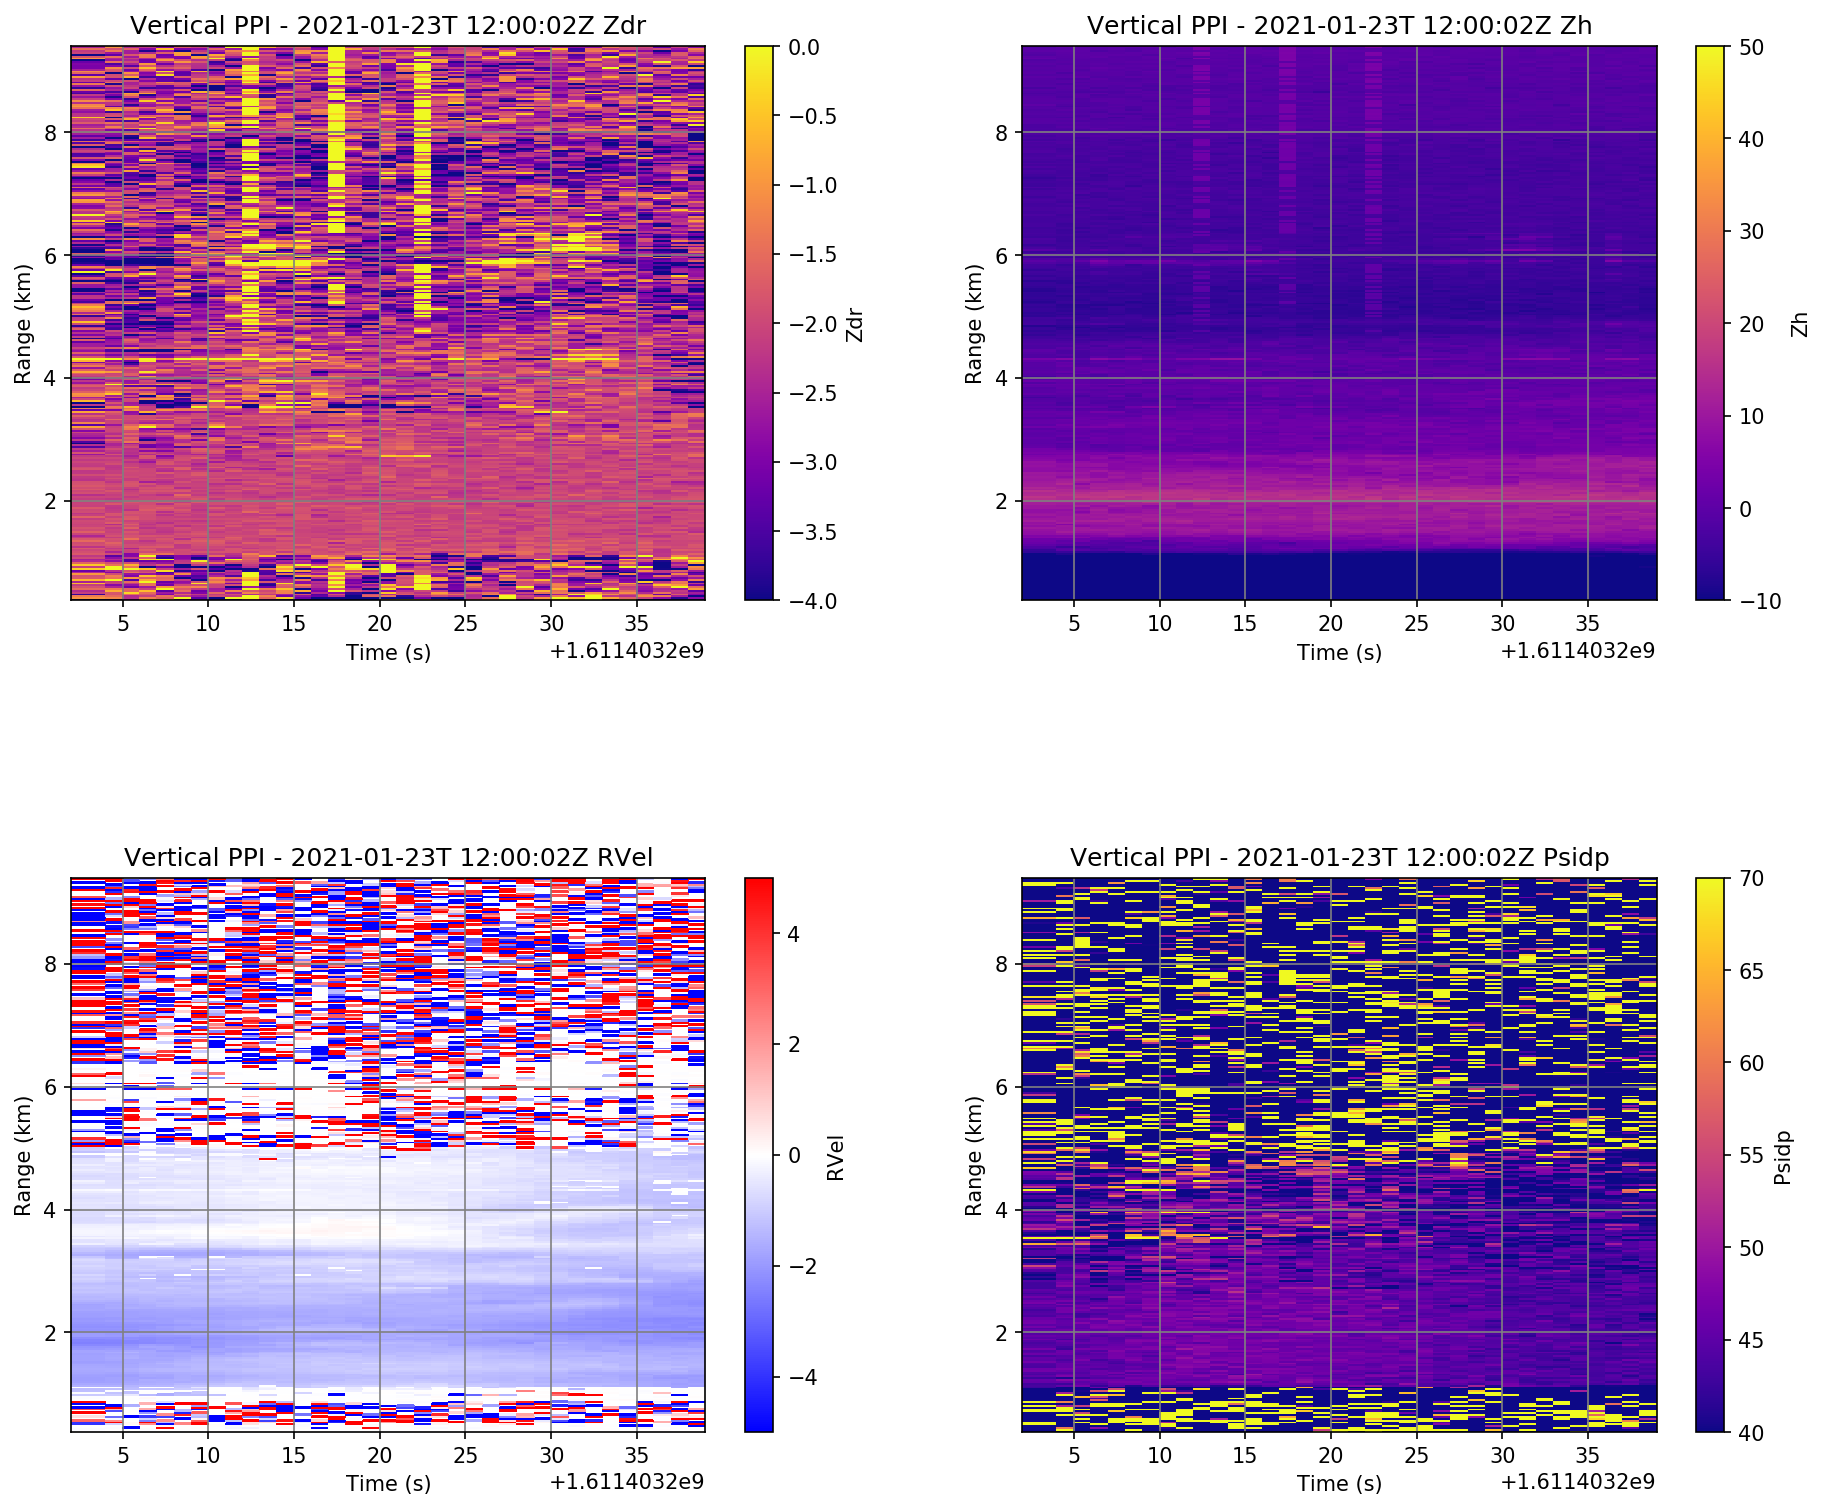 Vertical PPI - 2021-01-23T 12:00:02Z Zdr
Range (km)
8
6
4
2
5 10 15 20 25 30 35
Time (s)
+1.6114032e9
0.0
−0.5
−1.0
−1.5
−2.0
−2.5
−3.0
−3.5
−4.0
Zdr
Vertical PPI - 2021-01-23T 12:00:02Z Zh
Range (km)
8
6
4
2
5 10 15 20 25 30 35
Time (s)
+1.6114032e9
50
40
30
20
10
0
−10
Zh
Vertical PPI - 2021-01-23T 12:00:02Z RVel
Range (km)
8
6
4
2
5 10 15 20 25 30 35
Time (s)
+1.6114032e9
4
2
0
−2
−4
RVel
Vertical PPI - 2021-01-23T 12:00:02Z Psidp
Range (km)
8
6
4
2
5 10 15 20 25 30 35
Time (s)
+1.6114032e9
70
65
60
55
50
45
40
Psidp